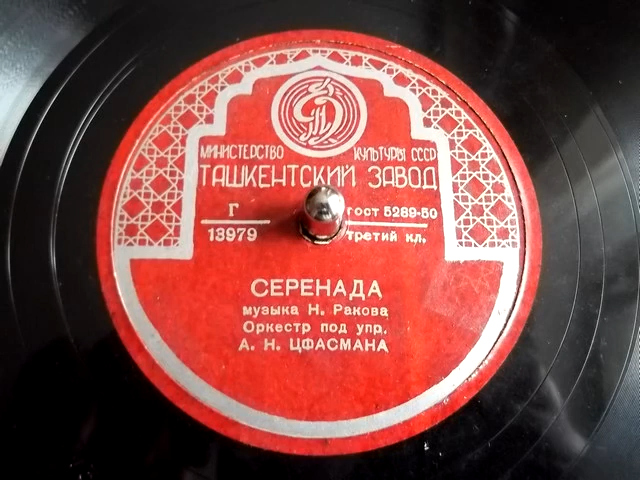 МИНИСТЕРСТВО КУЛЬТУРЫ СССР
ТАШКЕНТСКИЙ ЗАВОД
Г ГОСТ 5289-50
13979 третий кл.
СЕРЕНАДА
музыка Н. Ракова
Оркестр под упр.
А. Н. ЦФАСМАНА